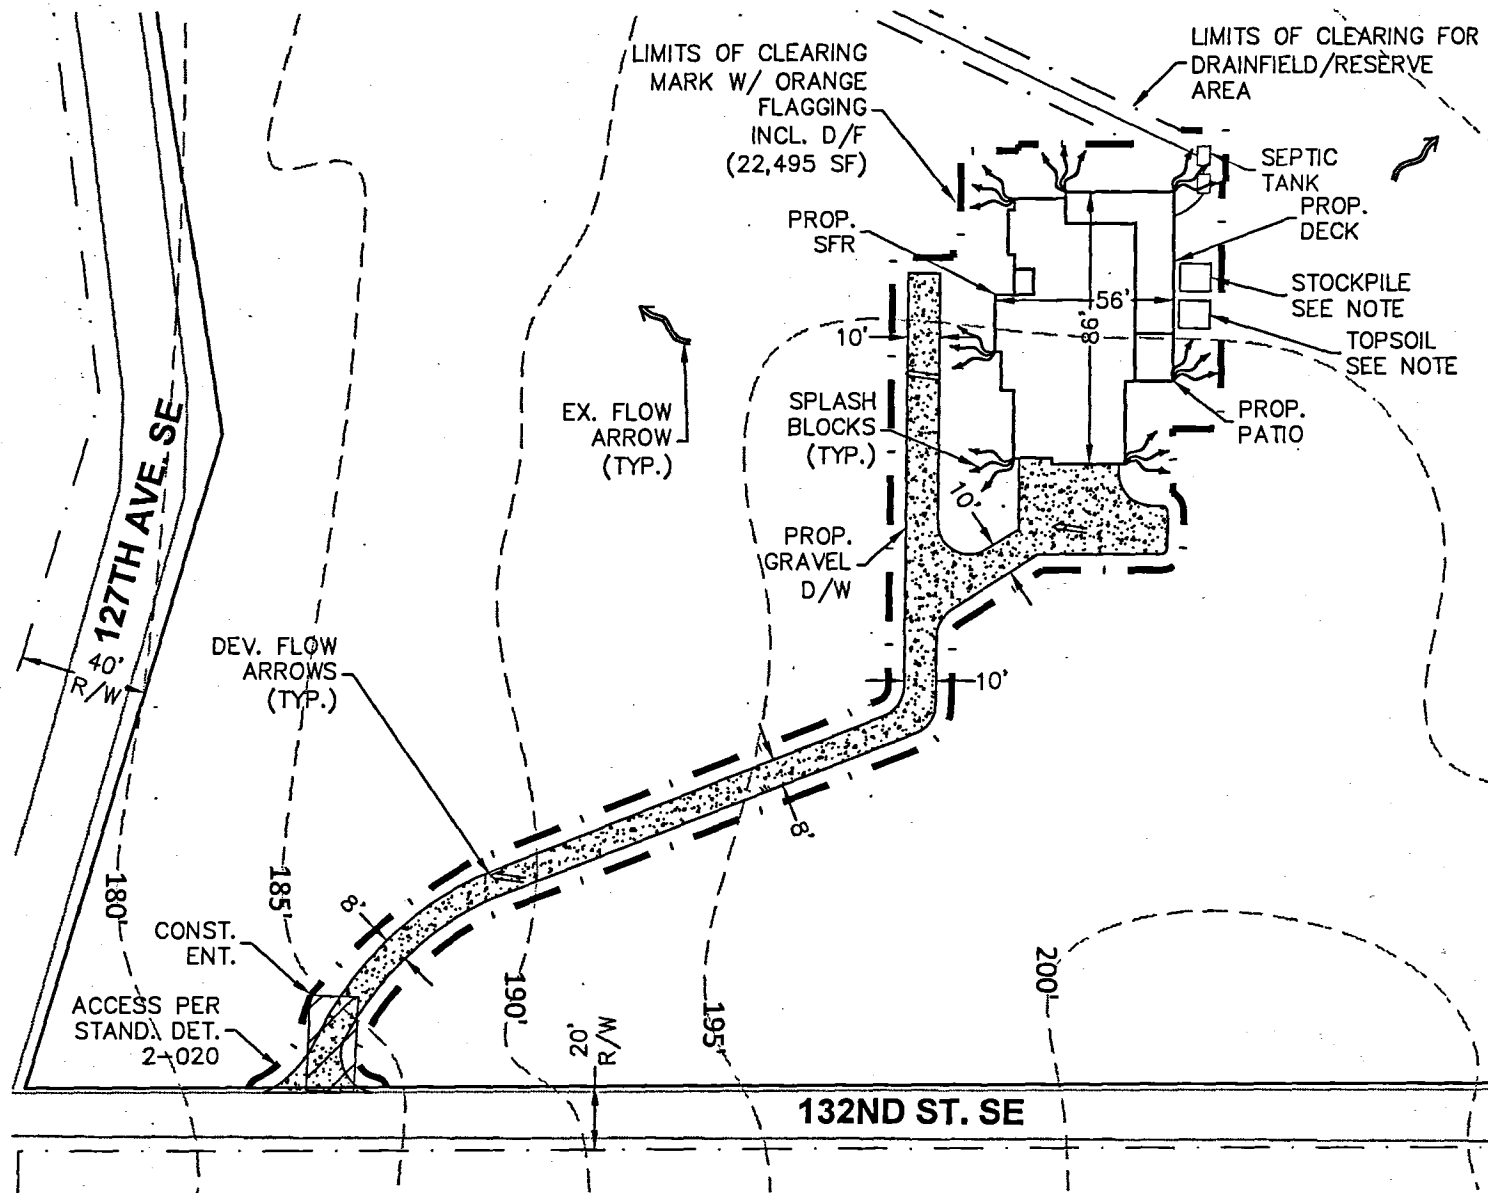 LIMITS OF CLEARING
MARK W/ ORANGE
FLAGGING
INCL. D/F
(22,495 SF)
LIMITS OF CLEARING FOR
DRAINFIELD/RESERVE
AREA
SEPTIC
TANK
PROP.
DECK
PROP.
SFR
STOCKPILE
SEE NOTE
56'
86'
10'
TOPSOIL
SEE NOTE
EX. FLOW
ARROW
(TYP.)
SPLASH
BLOCKS
(TYP.)
PROP.
PATIO
10'
PROP.
GRAVEL
D/W
127TH AVE SE
40'
R/W
DEV. FLOW
ARROWS
(TYP.)
10'
8'
8'
180'
185'
CONST.
ENT.
190'
195'
200'
ACCESS PER
STAND. DET.
2-020
20'
R/W
132ND ST. SE